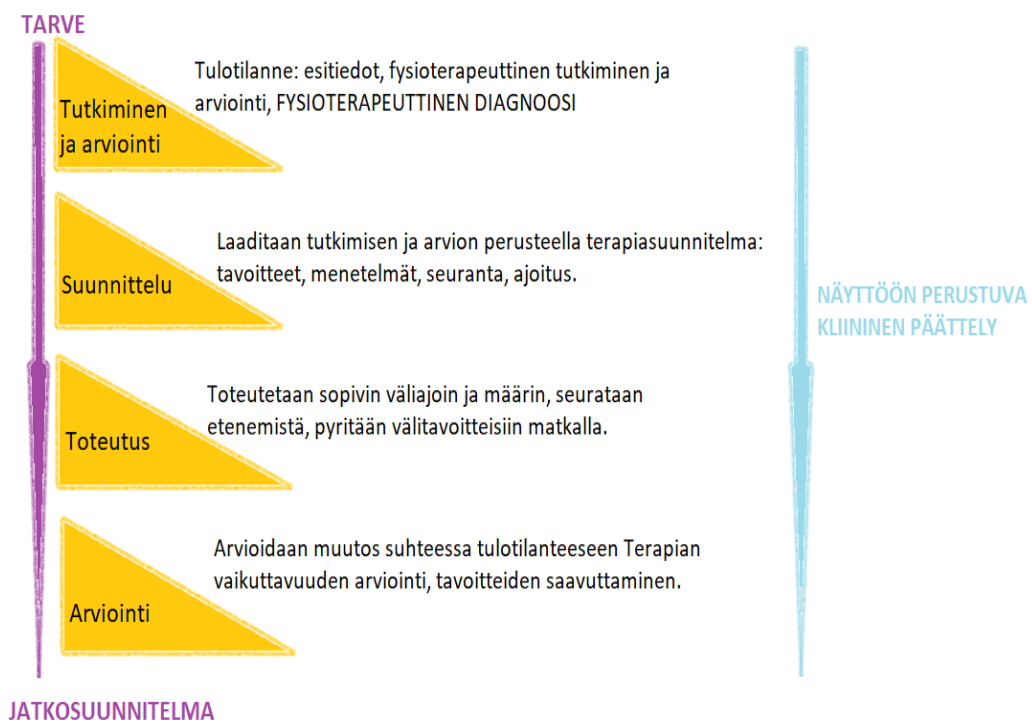 TARVE
Tutkiminen
ja arviointi
Tulotilanne: esitiedot, fysioterapeuttinen tutkiminen ja
arviointi, FYSIOTERAPEUTTINEN DIAGNOOSI
Suunnittelu
Laaditaan tutkimisen ja arvion perusteella terapiasuunnitelma:
tavoitteet, menetelmät, seuranta, ajoitus.
NÄYTTÖÖN PERUSTUVA
KLIININEN PÄÄTTELY
Toteutus
Toteutetaan sopivin väliajoin ja määrin, seurataan
etenemistä, pyritään välitavoitteisiin matkalla.
Arviointi
Arvioidaan muutos suhteessa tulotilanteeseen Terapian
vaikuttavuuden arviointi, tavoitteiden saavuttaminen.
JATKOSUUNNITELMA